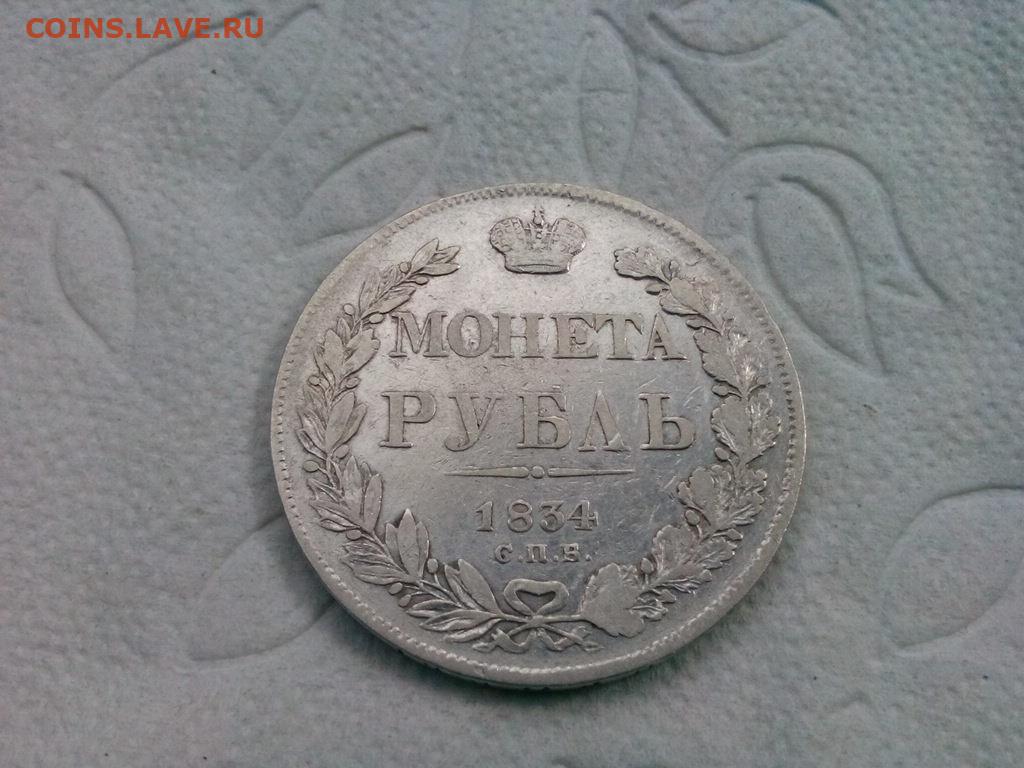 COINS.LAVE.RU
МОНЕТА
РУБЛЬ
1834
С.П.Б.